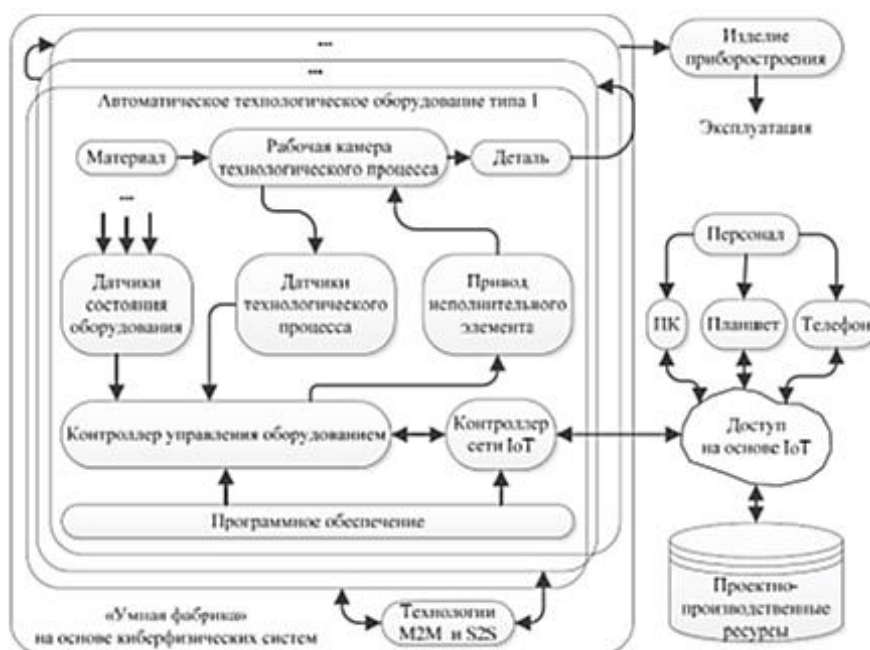 ...
...
Автоматическое технологическое оборудование типа 1
Материал
Рабочая камера
технологического процесса
Деталь
...
Датчики
состояния
оборудования
Датчики
технологического
процесса
Привод
исполнительного
элемента
Контроллер управления оборудованием
Контроллер
сети IoT
Программное обеспечение
«Умная фабрика»
на основе киберфизических систем
Технологии
M2M и S2S
Изделие
приборостроения
Эксплуатация
Персонал
ПК
Планшет
Телефон
Доступ
на основе IoT
Проектно-
производственные
ресурсы